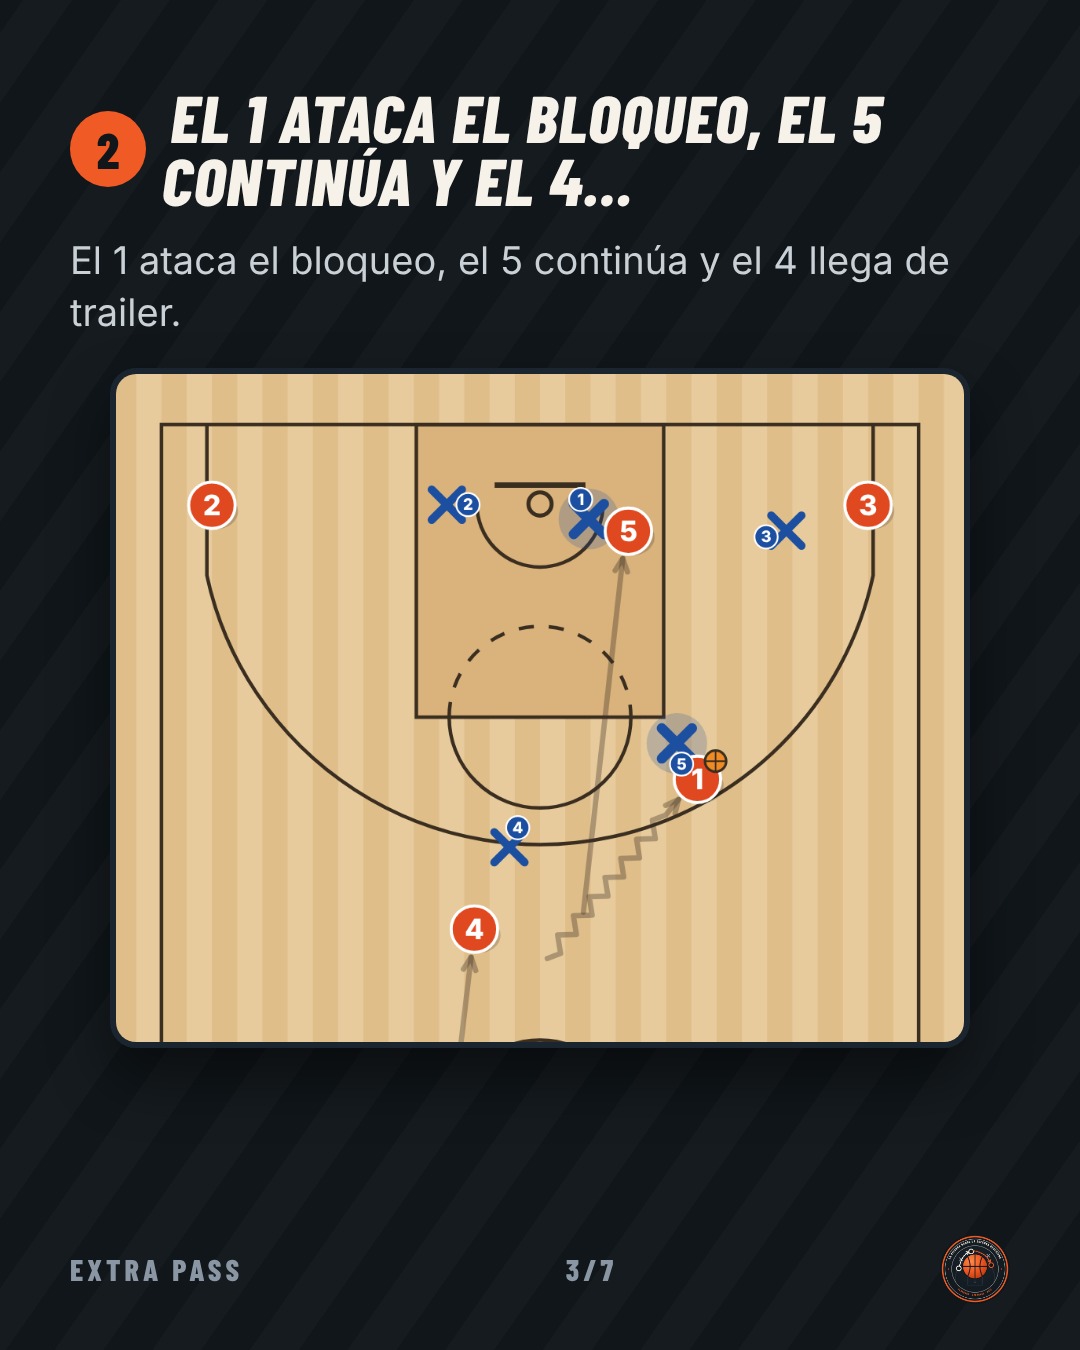 2
EL 1 ATACA EL BLOQUEO, EL 5
CONTINÚA Y EL 4...
El 1 ataca el bloqueo, el 5 continúa y el 4 llega de
trailer.
2
2
1
5
3
3
5
1
4
4
EXTRA PASS
3/7